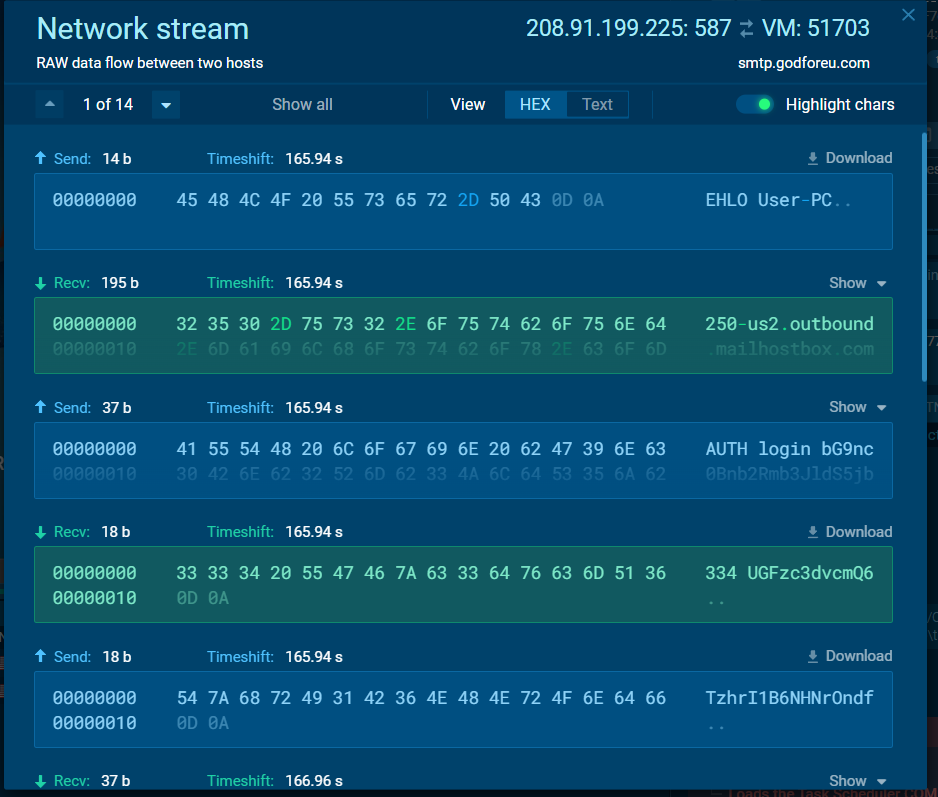 Network stream
208.91.199.225: 587 ⇄ VM: 51703
RAW data flow between two hosts
smtp.godforeu.com
1 of 14
Show all
View
HEX
Text
Highlight chars
Send: 14 b Timeshift: 165.94 s Download
00000000 45 48 4C 4F 20 55 73 65 72 2D 50 43 0D 0A EHLO User-PC..
Recv: 195 b Timeshift: 165.94 s Show
00000000 32 35 30 2D 75 73 32 2E 6F 75 74 62 6F 75 6E 64 250-us2.outbound
00000010 2E 6D 61 69 6C 68 6F 73 74 62 6F 78 2E 63 6F 6D .mailhostbox.com
Send: 37 b Timeshift: 165.94 s Show
00000000 41 55 54 48 20 6C 6F 67 69 6E 20 62 47 39 6E 63 AUTH login bG9nc
00000010 30 42 6E 62 32 52 6D 62 33 4A 6C 64 53 35 6A 62 0Bnb2Rmb3JldS5jb
Recv: 18 b Timeshift: 165.94 s Download
00000000 33 33 34 20 55 47 46 7A 63 33 64 76 63 6D 51 36 334 UGFzc3dvcmQ6
00000010 0D 0A ..
Send: 18 b Timeshift: 165.94 s Download
00000000 54 7A 68 72 49 31 42 36 4E 48 4E 72 4F 6E 64 66 TzhrI1B6NHNrOndf
00000010 0D 0A ..
Recv: 37 b Timeshift: 166.96 s Show
Loads the Task Scheduler COM